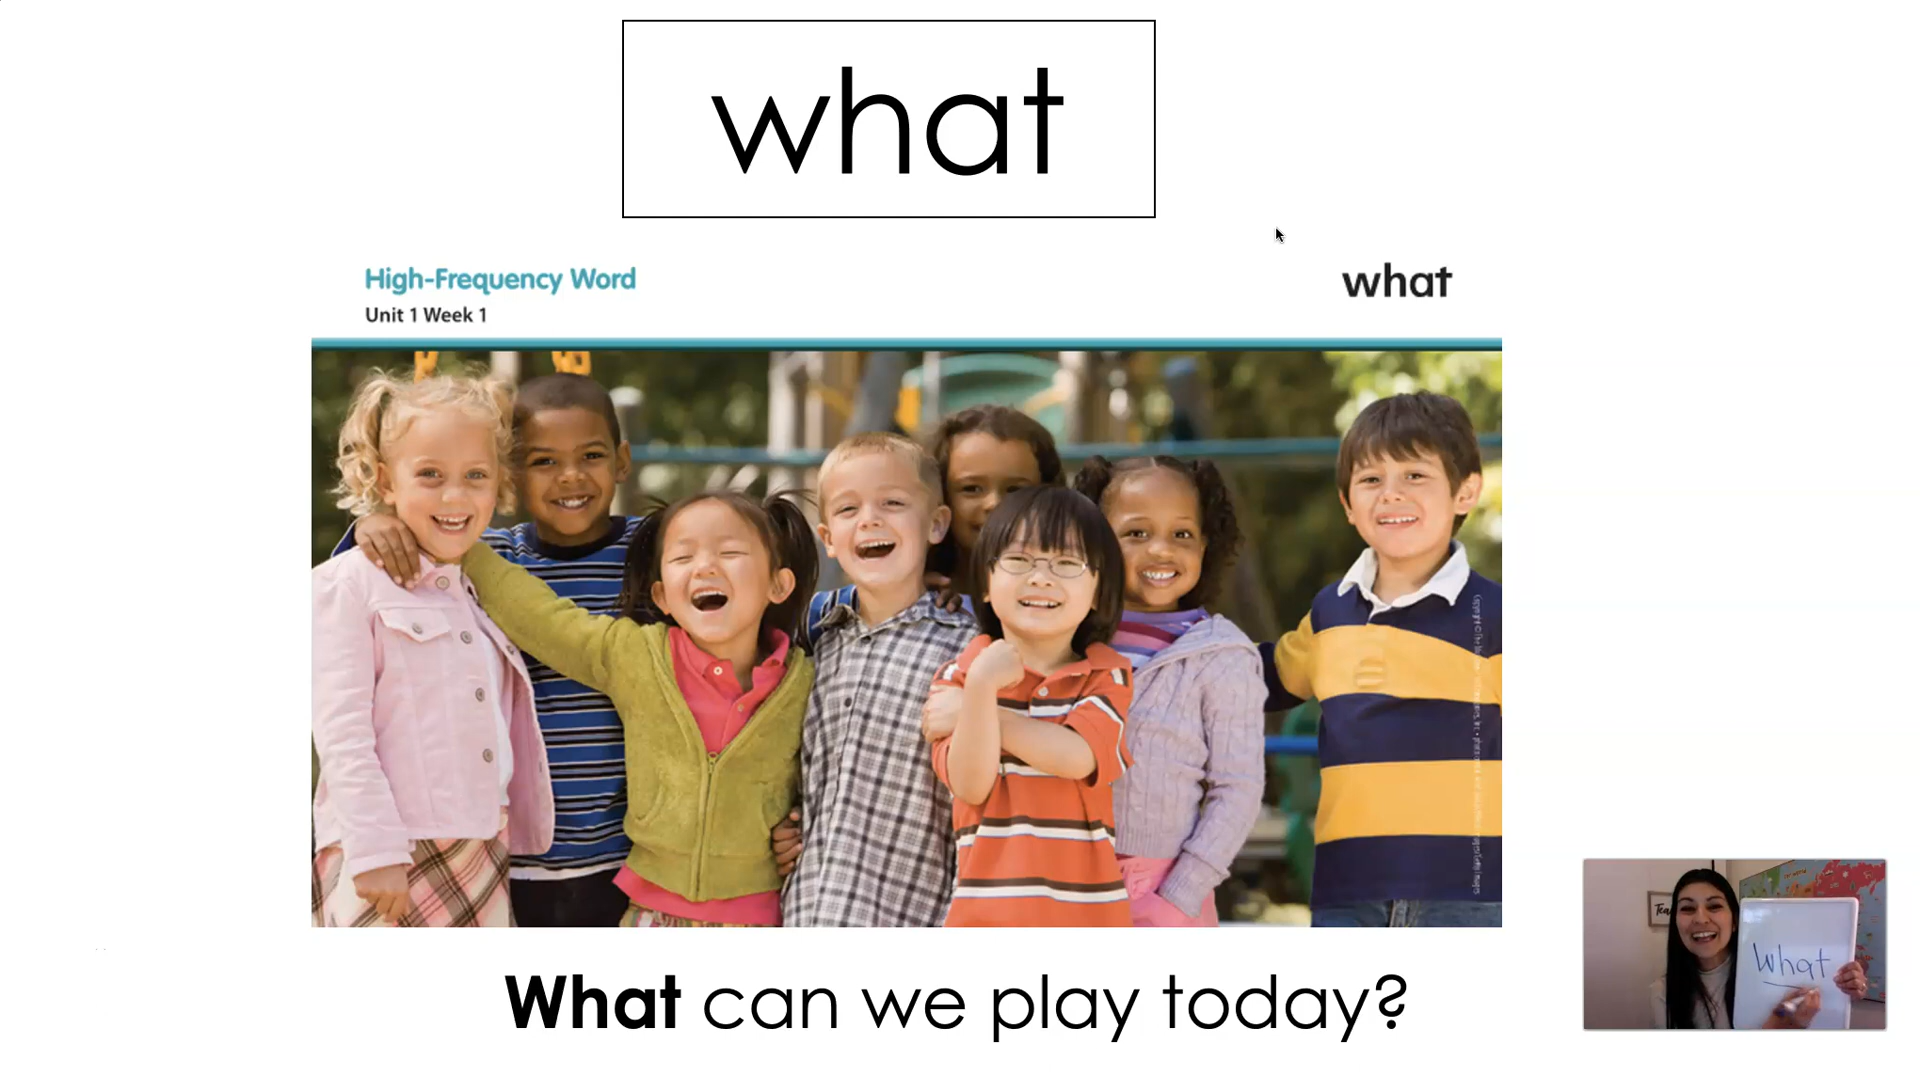 what
High-Frequency Word
what
Unit 1 Week 1
What can we play today?
What